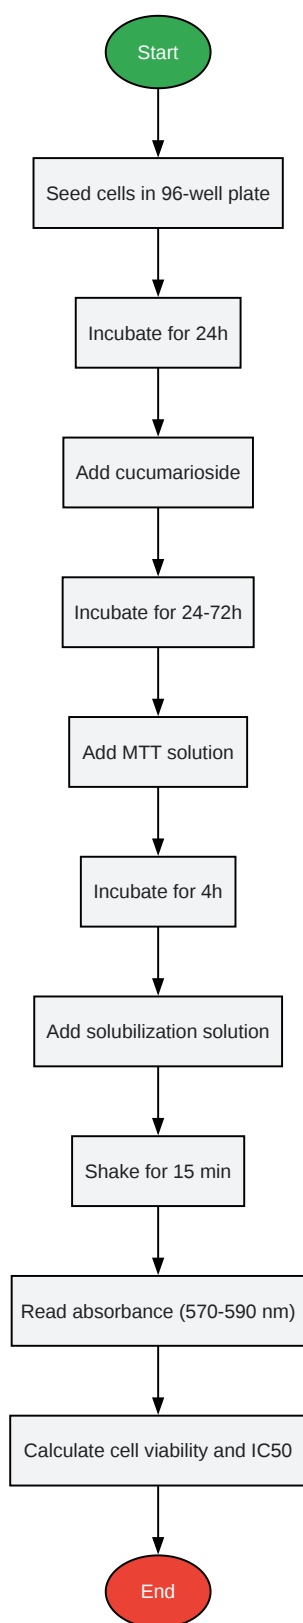 Start
Seed cells in 96-well plate
Incubate for 24h
Add cucumarioside
Incubate for 24-72h
Add MTT solution
Incubate for 4h
Add solubilization solution
Shake for 15 min
Read absorbance (570-590 nm)
Calculate cell viability and IC50
End